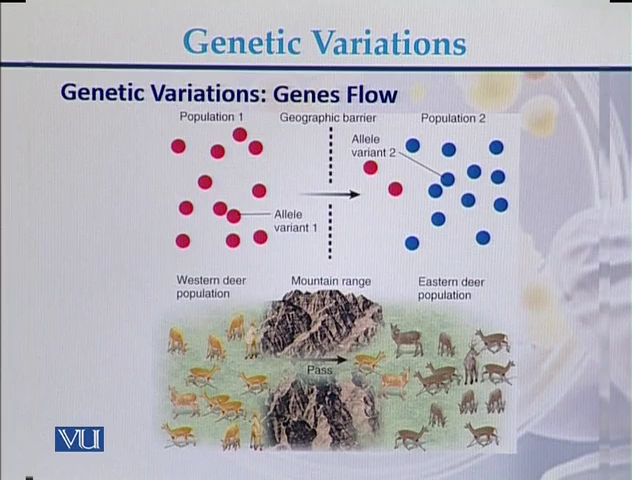 Genetic Variations
Genetic Variations: Genes Flow
Population 1
Geographic barrier
Population 2
Allele
variant 2
Allele
variant 1
Western deer
population
Mountain range
Eastern deer
population
Pass
VU